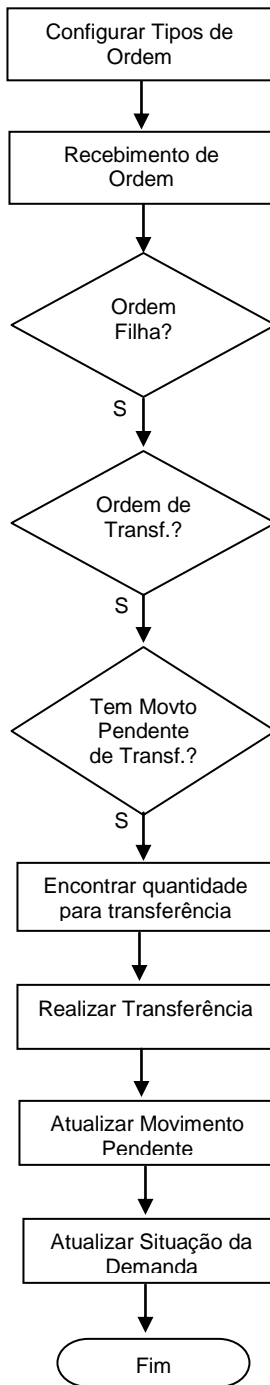 Configurar Tipos de
Ordem
Recebimento de
Ordem
Ordem
Filha?
S
Ordem de
Transf.?
S
Tem Movto
Pendente
de Transf.?
S
Encontrar quantidade
para transferência
Realizar Transferência
Atualizar Movimento
Pendente
Atualizar Situação da
Demanda
Fim